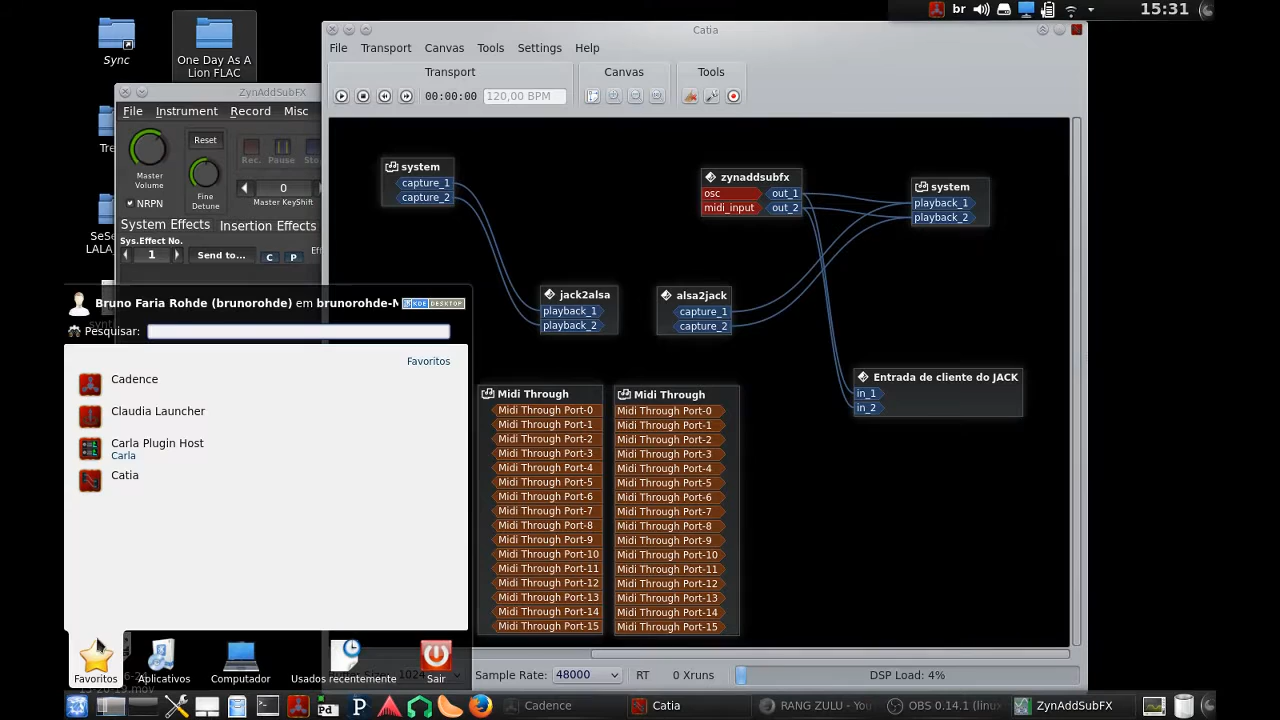 br
15:31
Sync
One Day As A
Lion FLAC
Catia
File Transport Canvas Tools Settings Help
Transport
Canvas
Tools
00:00:00
120,00 BPM
ZynAddSubFX
File Instrument Record Misc
Reset
Rec.
Pause
Master
Volume
Fine
Detune
0
Master KeyShift
NRPN
System Effects
Insertion Effects
Sys.Effect No.
1
Send to...
C
P
system
capture_1
capture_2
zynaddsubfx
osc
out_1
midi_input
out_2
system
playback_1
playback_2
jack2alsa
playback_1
playback_2
alsa2jack
capture_1
capture_2
Entrada de cliente do JACK
in_1
in_2
Midi Through
Midi Through Port-0
Midi Through Port-1
Midi Through Port-2
Midi Through Port-3
Midi Through Port-4
Midi Through Port-5
Midi Through Port-6
Midi Through Port-7
Midi Through Port-8
Midi Through Port-9
Midi Through Port-10
Midi Through Port-11
Midi Through Port-12
Midi Through Port-13
Midi Through Port-14
Midi Through Port-15
Midi Through
Midi Through Port-0
Midi Through Port-1
Midi Through Port-2
Midi Through Port-3
Midi Through Port-4
Midi Through Port-5
Midi Through Port-6
Midi Through Port-7
Midi Through Port-8
Midi Through Port-9
Midi Through Port-10
Midi Through Port-11
Midi Through Port-12
Midi Through Port-13
Midi Through Port-14
Midi Through Port-15
Bruno Faria Rohde (brunorohde) em brunorohde-
KDE DESKTOP
Pesquisar:
Favoritos
Cadence
Claudia Launcher
Carla Plugin Host
Carla
Catia
Favoritos
Aplicativos
Computador
Usados recentemente
Sair
Sample Rate: 48000
RT
0 Xruns
DSP Load: 4%
Cadence
Catia
RANG ZULU - You
OBS 0.14.1 (linu
ZynAddSubFX